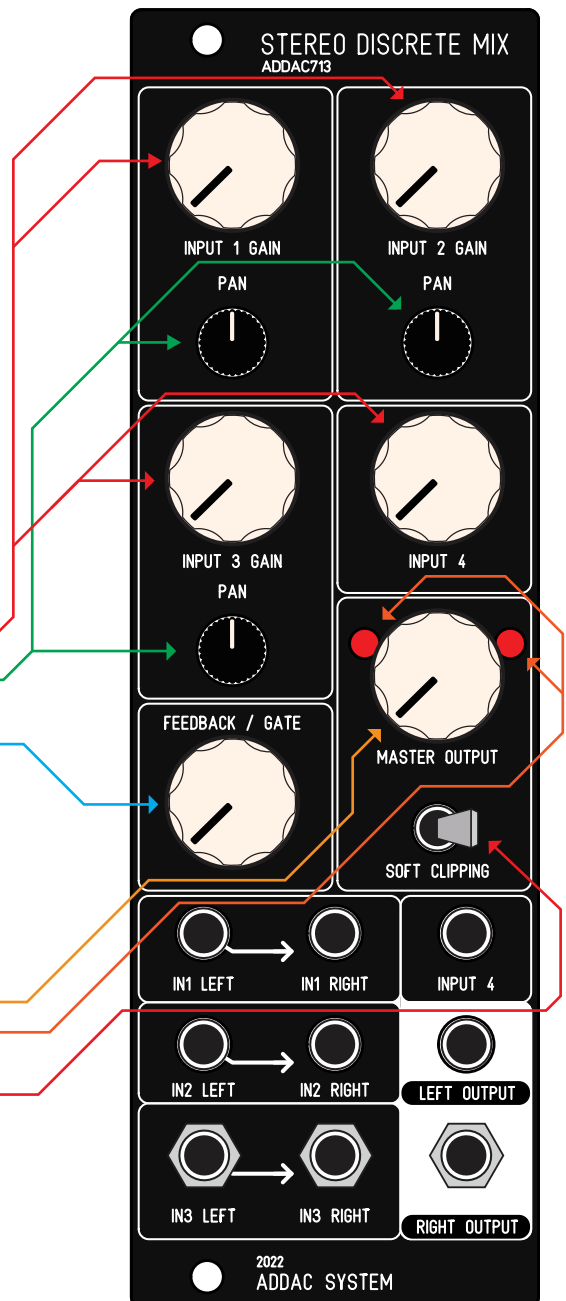 STEREO DISCRETE MIX
ADDAC713
INPUT 1 GAIN
INPUT 2 GAIN
PAN
PAN
INPUT 3 GAIN
INPUT 4
PAN
FEEDBACK / GATE
MASTER OUTPUT
SOFT CLIPPING
IN1 LEFT
IN1 RIGHT
INPUT 4
IN2 LEFT
IN2 RIGHT
LEFT OUTPUT
IN3 LEFT
IN3 RIGHT
RIGHT OUTPUT
2022
ADDAC SYSTEM